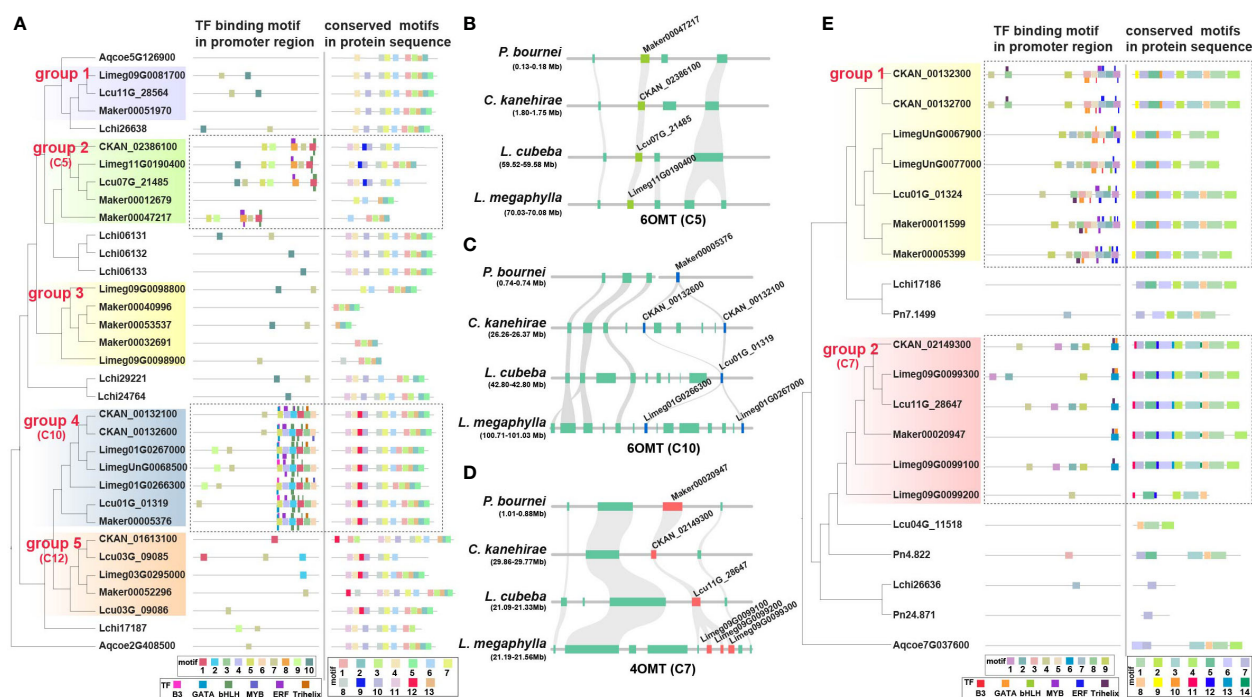 A
TF binding motif
in promoter region
conserved motifs
in protein sequence
Aqcoe5G126900
group 1
Limeg09G0081700
Lcu11G_28564
Maker00051970
Lchi26638
group 2
(C5)
CKAN_02386100
Limeg11G0190400
Lcu07G_21485
Maker00012679
Maker00047217
Lchi06131
Lchi06132
Lchi06133
group 3
Limeg09G0098800
Maker00040996
Maker00053537
Maker00032691
Limeg09G0098900
Lchi29221
Lchi24764
group 4
(C10)
CKAN_00132100
CKAN_00132600
Limeg01G0267000
LimegUnG0068500
Limeg01G0266300
Lcu01G_01319
Maker00005376
group 5
(C12)
CKAN_01613100
Lcu03G_09085
Limeg03G0295000
Maker00052296
Lcu03G_09086
Lchi17187
Aqcoe2G408500
motif
1 2 3 4 5 6 7 8 9 10
TF
B3 GATA bHLH MYB ERF Trihelix
motif
1 2 3 4 5 6 7
8 9 10 11 12 13
B
P. bournei
(0.13-0.18 Mb)
Maker00047217
C. kanehirae
(1.80-1.75 Mb)
CKAN_02386100
L. cubeba
(59.52-59.58 Mb)
Lcu07G_21485
L. megaphylla
(70.03-70.08 Mb)
Limeg11G0190400
6OMT (C5)
C
P. bournei
(0.74-0.74 Mb)
Maker00005376
C. kanehirae
(26.26-26.37 Mb)
CKAN_00132600
CKAN_00132100
L. cubeba
(42.80-42.80 Mb)
Lcu01G_01319
L. megaphylla
(100.71-101.03 Mb)
Limeg01G0266300
Limeg01G0267000
6OMT (C10)
D
P. bournei
(1.01-0.88Mb)
Maker00020947
C. kanehirae
(29.86-29.77Mb)
CKAN_02149300
L. cubeba
(21.09-21.33Mb)
Lcu11G_28647
L. megaphylla
(21.19-21.56Mb)
Limeg09G0099100
Limeg09G0099200
Limeg09G0099300
4OMT (C7)
E
TF binding motif
in promoter region
conserved motifs
in protein sequence
group 1
CKAN_00132300
CKAN_00132700
LimegUnG0067900
LimegUnG0077000
Lcu01G_01324
Maker00011599
Maker00005399
Lchi17186
Pn7.1499
group 2
(C7)
CKAN_02149300
Limeg09G0099300
Lcu11G_28647
Maker00020947
Limeg09G0099100
Limeg09G0099200
Lcu04G_11518
Pn4.822
Lchi26636
Pn24.871
Aqcoe7G037600
motif
1 2 3 4 5 6 7 8 9
TF
B3 GATA bHLH MYB ERF Trihelix
motif
1 2 3 4 5 6 7
8 9 10 11 12 13